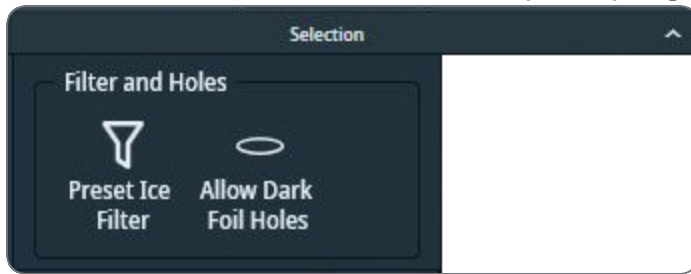 Selection
Filter and Holes
Preset Ice
Filter
Allow Dark
Foil Holes